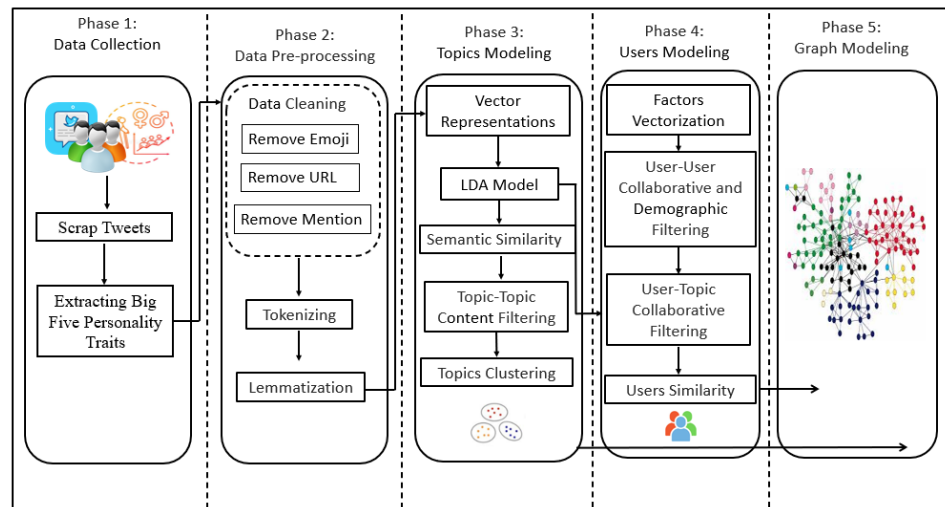 Phase 1:
Data Collection
Scrap Tweets
Extracting Big
Five Personality
Traits
Phase 2:
Data Pre-processing
Data Cleaning
Remove Emoji
Remove URL
Remove Mention
Tokenizing
Lemmatization
Phase 3:
Topics Modeling
Vector
Representations
LDA Model
Semantic Similarity
Topic-Topic
Content Filtering
Topics Clustering
Phase 4:
Users Modeling
Factors
Vectorization
User-User
Collaborative and
Demographic
Filtering
User-Topic
Collaborative
Filtering
Users Similarity
Phase 5:
Graph Modeling